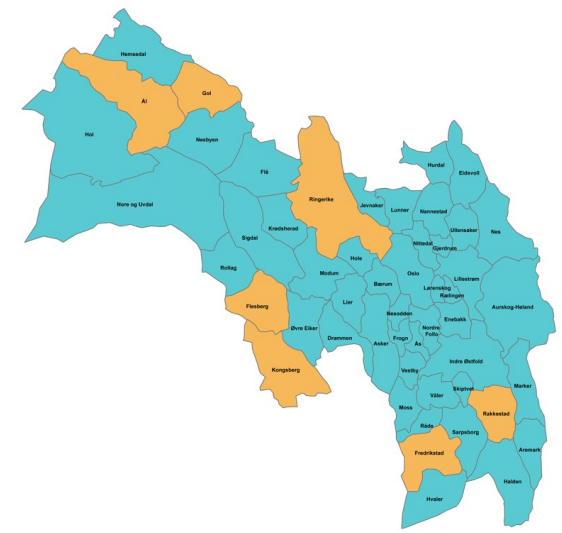 Hemsedal
Gol
Ål
Hol
Nesbyen
Flå
Nore og Uvdal
Ringerike
Hurdal
Eidsvoll
Jevnaker
Lunner
Nannestad
Krødsherad
Sigdal
Ullensaker
Nes
Nittedal
Gjerdrum
Hole
Rollag
Modum
Oslo
Bærum
Lillestrøm
Lørenskog
Rælingen
Aurskog-Høland
Flesberg
Lier
Nesodden
Enebakk
Øvre Eiker
Drammen
Asker
Frogn
Ås
Nordre
Follo
Indre Østfold
Kongsberg
Vestby
Marker
Skiptvet
Våler
Moss
Rakkestad
Råde
Sarpsborg
Fredrikstad
Aremark
Halden
Hvaler